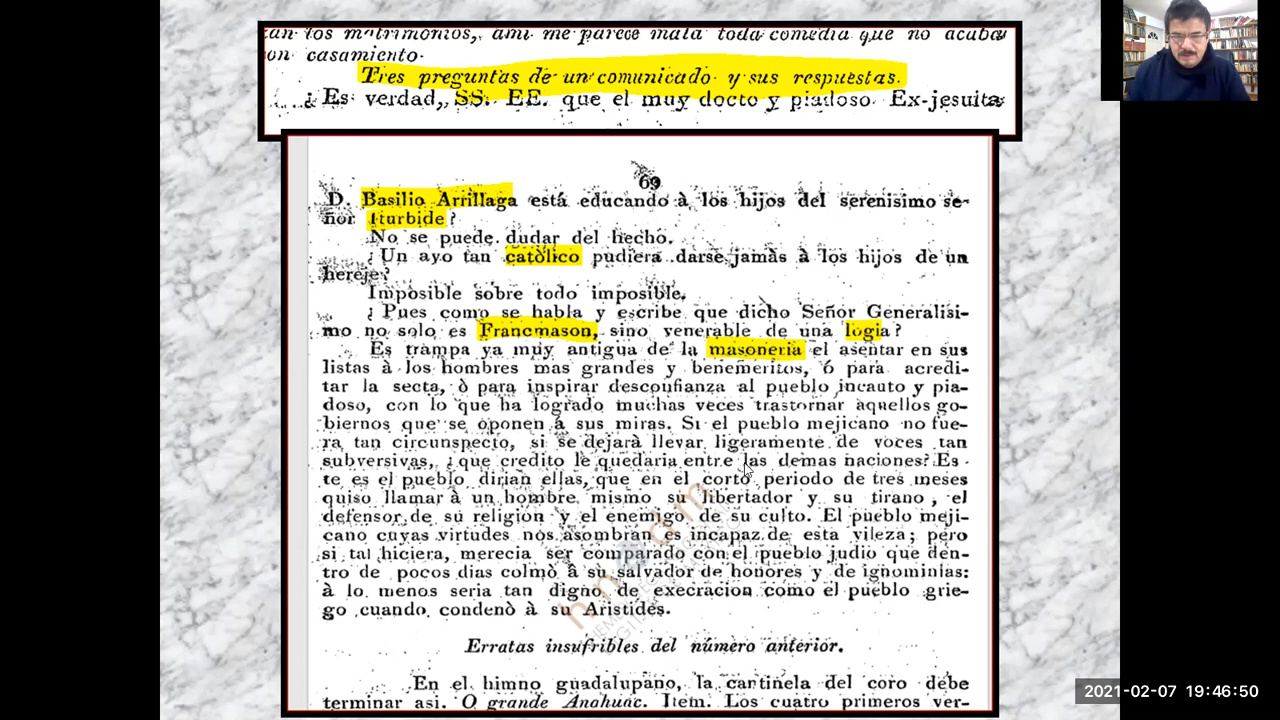 tan los matrimonios, ami me parece mala toda comedia que no acaba
on casamiento.
Tres preguntas de un comunicado y sus respuestas.
¿ Es verdad, SS. EE. que el muy docto y piadoso Ex-jesuita
69
D. Basilio Arrillaga está educando à los hijos del serenisimo se-
ñor Iturbide?
No se puede dudar del hecho.
¿ Un ayo tan catòlico pudiera darse jamàs à los hijos de un
hereje?
Imposible sobre todo imposible.
¿ Pues como se habla y escribe que dicho Señor Generalisi-
mo no solo es Francmason, sino venerable de una logia?
Es trampa ya muy antigua de la masoneria el asentar en sus
listas à los hombres mas grandes y benemeritos, ó para acredi-
tar la secta, ò para inspirar desconfianza al pueblo incauto y pia-
doso, con lo que ha logrado muchas veces trastornar aquellos go-
biernos que se oponen á sus miras. Si el pueblo mejicano no fue-
ra tan circunspecto, si se dejarà llevar ligeramente de voces tan
subversivas, ¿ que credito le quedaria entre las demas naciones? Es-
te es el pueblo dirian ellas, que en el corto periodo de tres meses
quiso llamar à un hombre mismo su libertador y su tirano, el
defensor de su religion y el enemigo de su culto. El pueblo meji-
cano cuyas virtudes nos asombran es incapaz de esta vileza; pero
si tal hiciera, merecia ser comparado con el pueblo judio que den-
tro de pocos dias colmò à su salvador de honores y de ignominias:
à lo menos seria tan digno de execracion como el pueblo grie-
go cuando condenò à su Aristides.
Erratas insufribles del número anterior.
En el himno guadalupano, la cantinela del coro debe
terminar asi. O grande Anahuac. Item. Los cuatro primeros ver-
2021-02-07 19:46:50